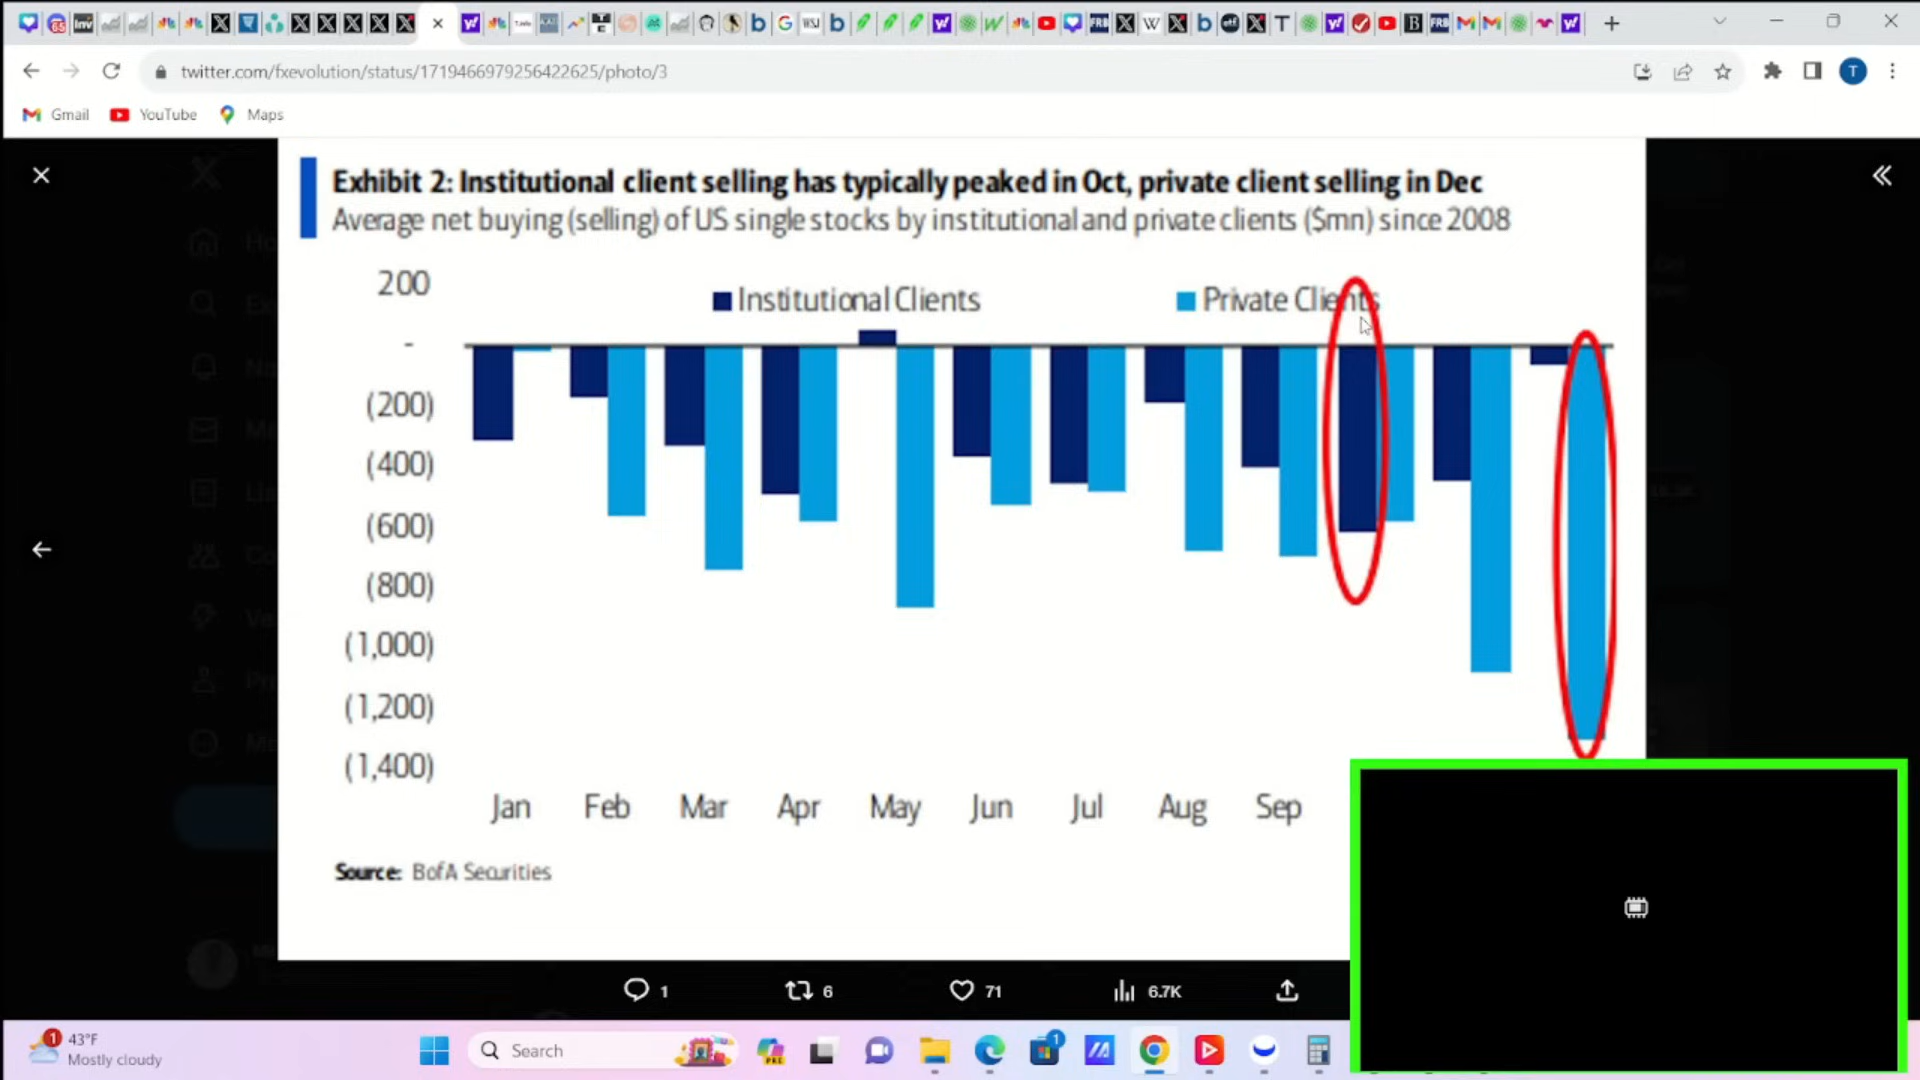 twitter.com/fxevolution/status/1719466979256422625/photo/3
T
Gmail
YouTube
Maps
Exhibit 2: Institutional client selling has typically peaked in Oct, private client selling in Dec
Average net buying (selling) of US single stocks by institutional and private clients ($mn) since 2008
200
Institutional Clients
Private Clients
-
(200)
(400)
(600)
(800)
(1,000)
(1,200)
(1,400)
Jan Feb Mar Apr May Jun Jul Aug Sep
Source: BofA Securities
1
6
71
6.7K
1
43°F
Mostly cloudy
Search
PRE
1